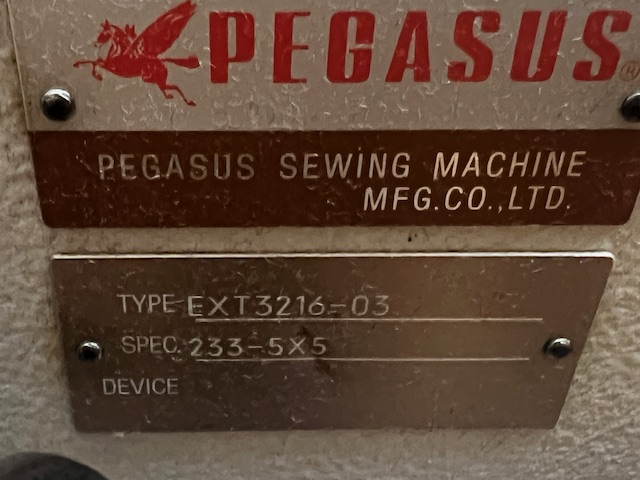 PEGASUS®
PEGASUS SEWING MACHINE
MFG.CO.,LTD.
TYPE EXT3216-03
SPEC. 233-5X5
DEVICE